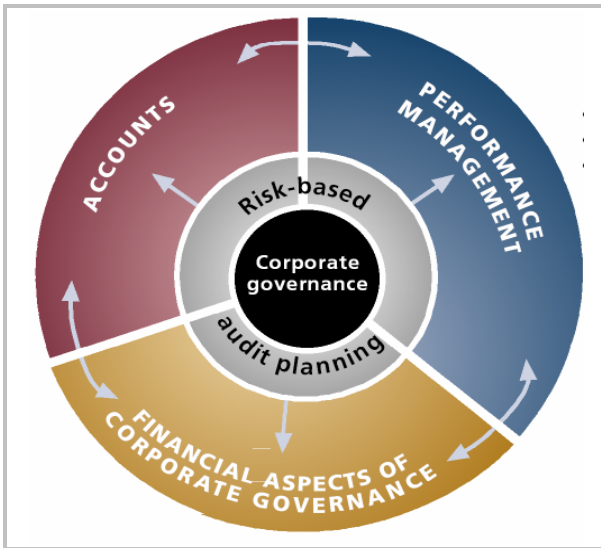 ACCOUNTS
PERFORMANCE
MANAGEMENT
Risk-based
Corporate
governance
audit planning
FINANCIAL ASPECTS OF
CORPORATE GOVERNANCE